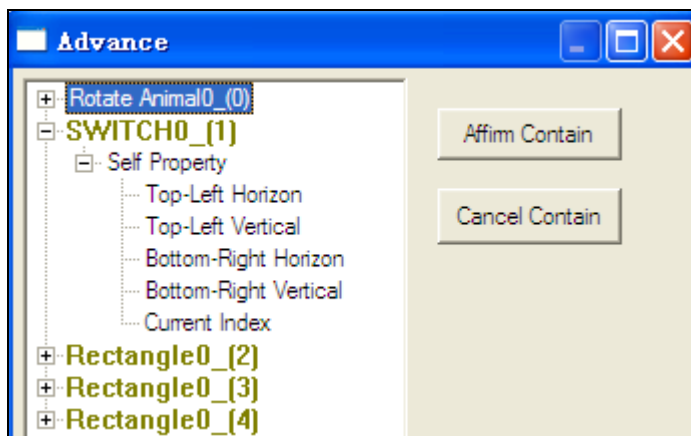 Advance
Rotate Animal0_(0)
SWITCH0_(1)
Self Property
Top-Left Horizon
Top-Left Vertical
Bottom-Right Horizon
Bottom-Right Vertical
Current Index
Rectangle0_(2)
Rectangle0_(3)
Rectangle0_(4)
Affirm Contain
Cancel Contain